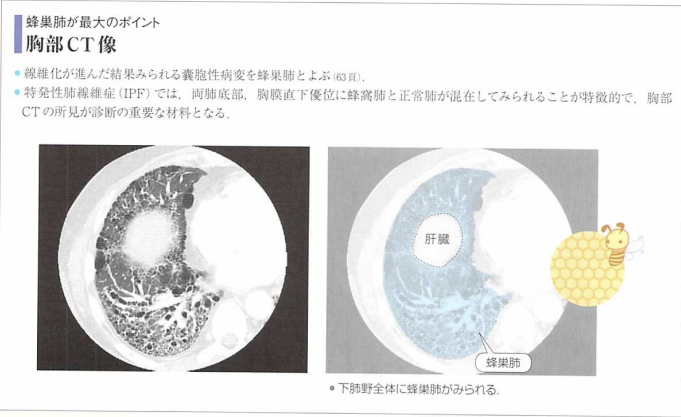 蜂巣肺が最大のポイント
胸部CT像
● 線維化が進んだ結果みられる嚢胞性病変を蜂巣肺とよぶ(63頁).
● 特発性肺線維症(IPF)では，両肺底部，胸膜直下優位に蜂窩肺と正常肺が混在してみられることが特徴的で，胸部
CTの所見が診断の重要な材料となる.
肝臓
蜂巣肺
● 下肺野全体に蜂巣肺がみられる.